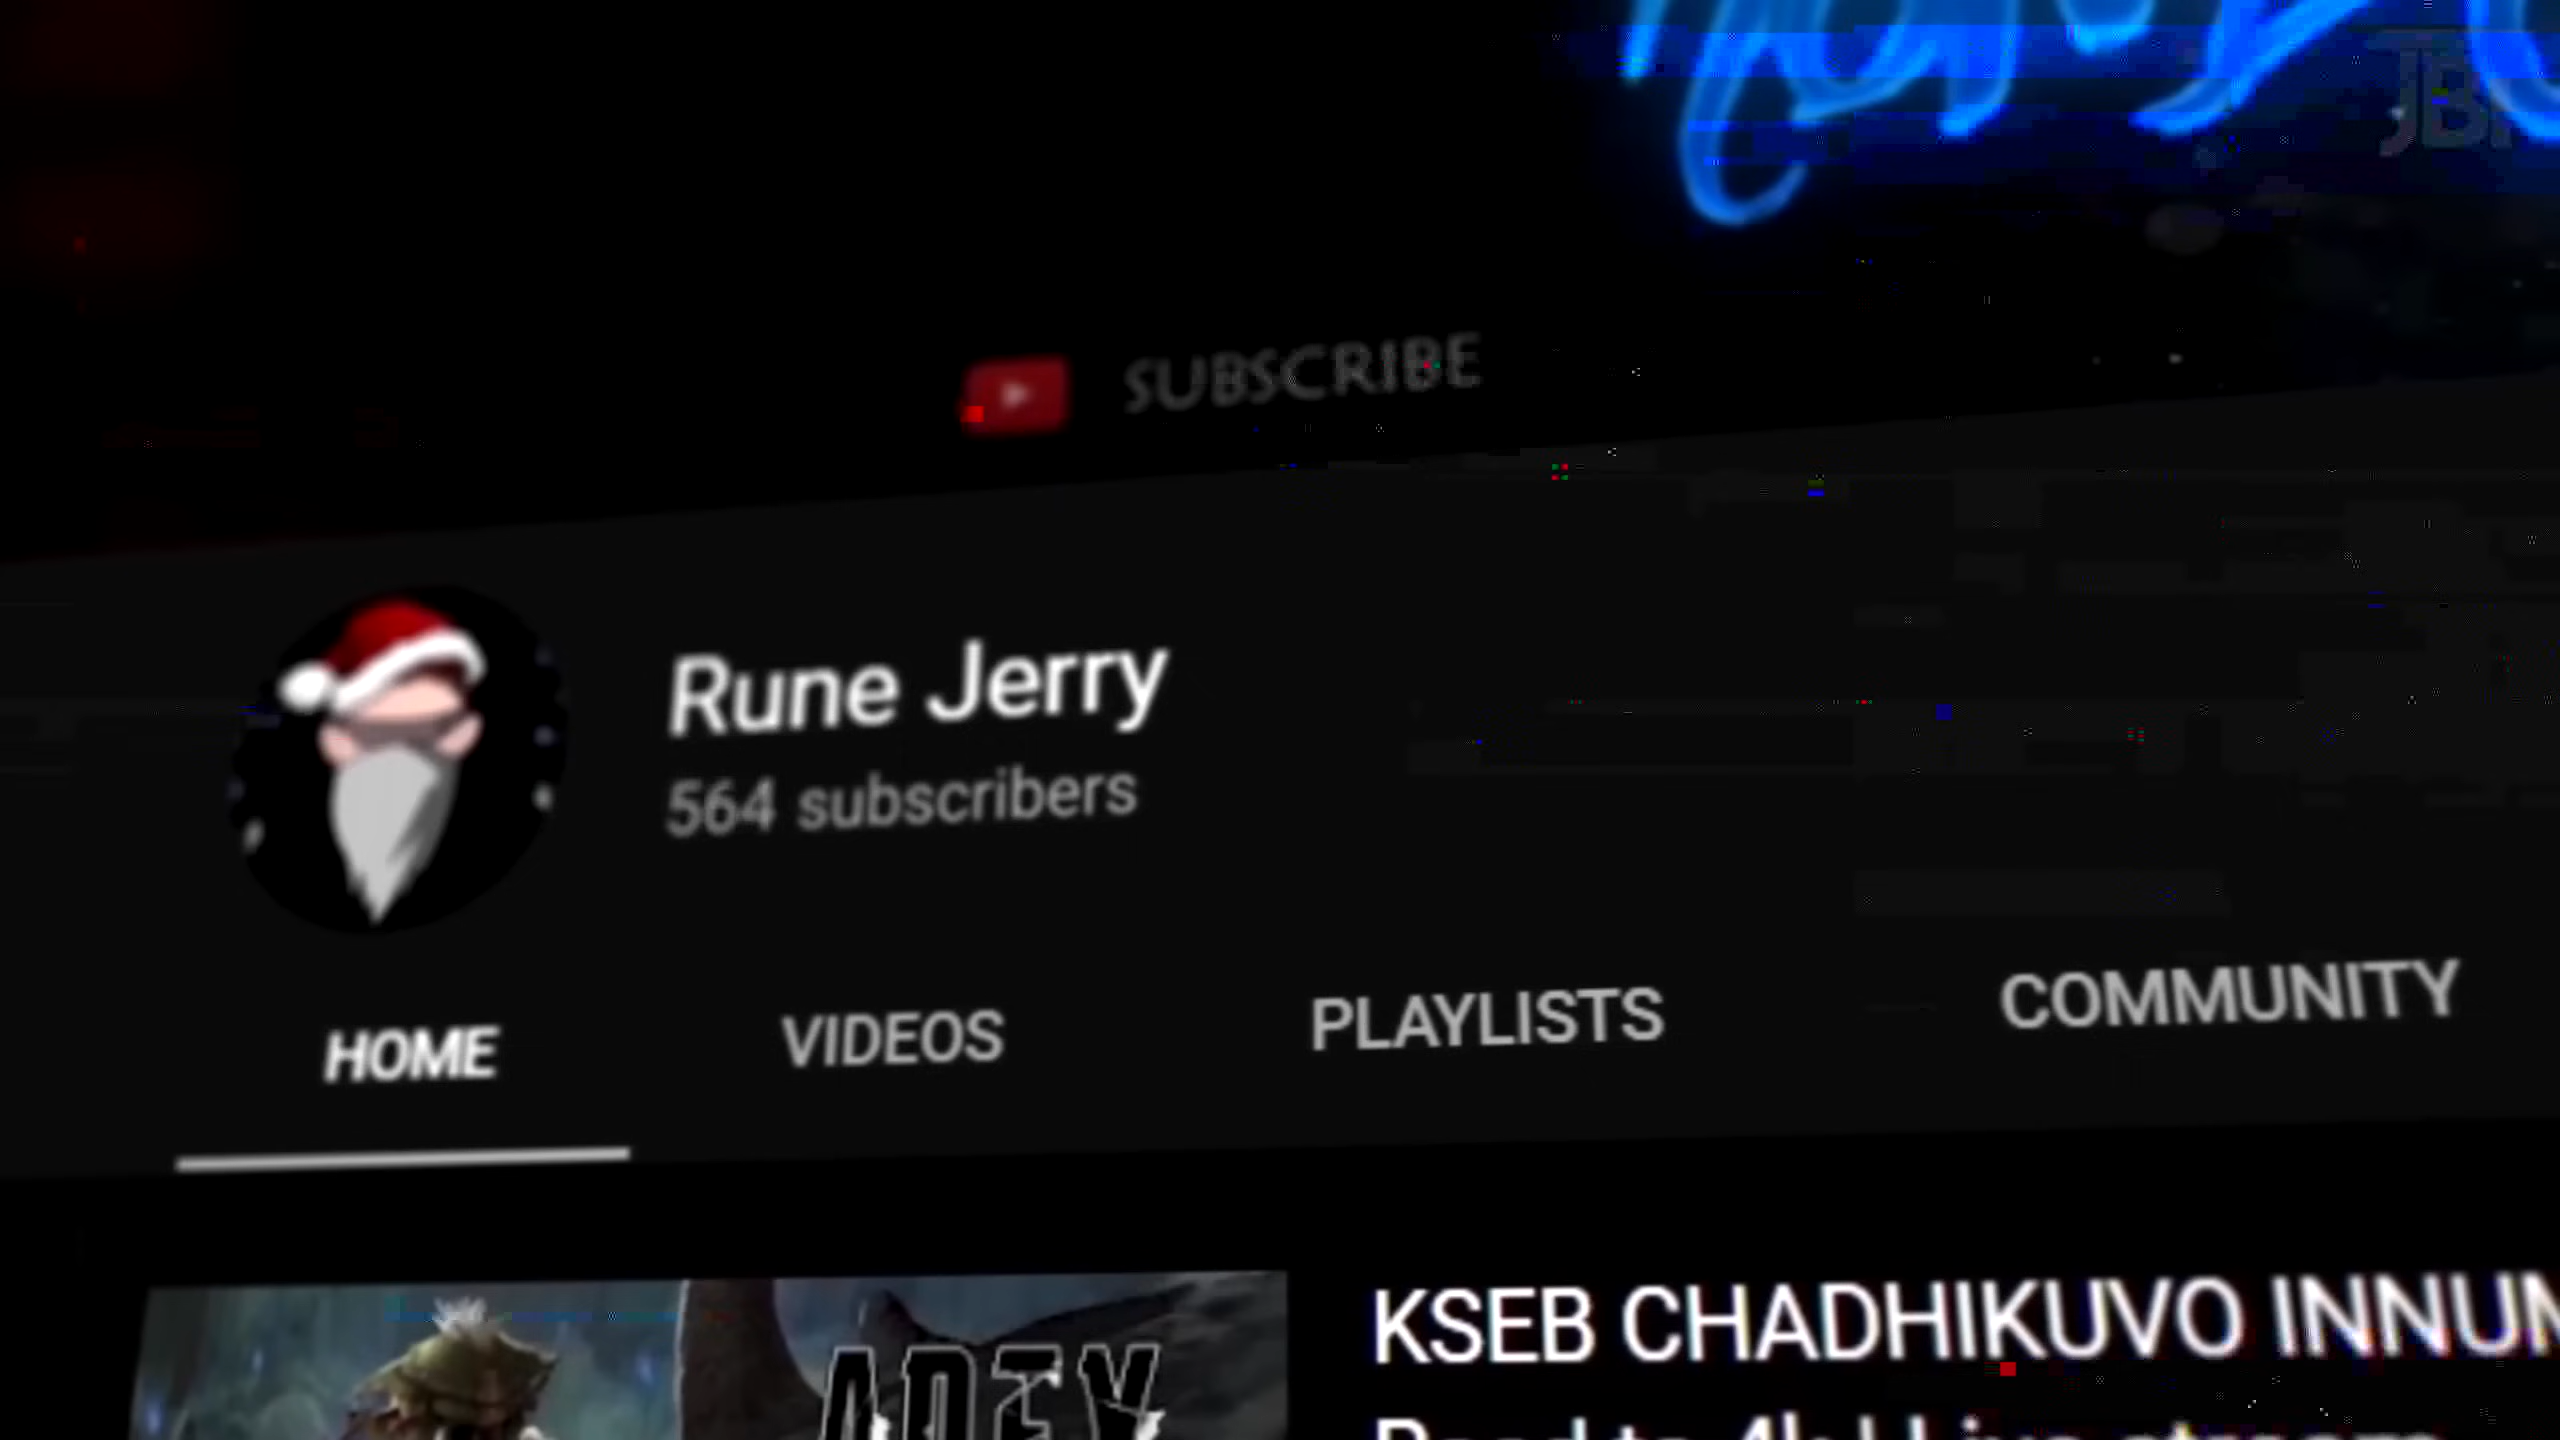 SUBSCRIBE
Rune Jerry
564 subscribers
HOME
VIDEOS
PLAYLISTS
COMMUNITY
KSEB CHADHIKUVO INNUM